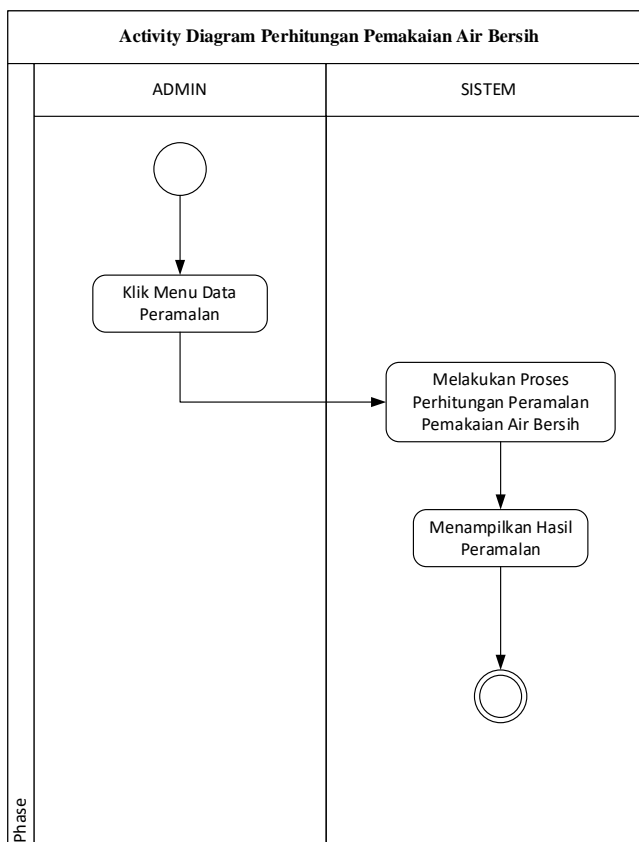 Activity Diagram Perhitungan Pemakaian Air Bersih
ADMIN
SISTEM
Klik Menu Data
Peramalan
Melakukan Proses
Perhitungan Peramalan
Pemakaian Air Bersih
Menampilkan Hasil
Peramalan
Phase